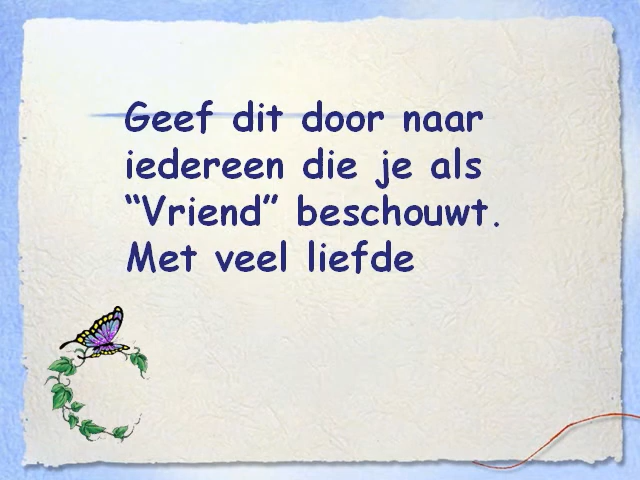 Geef dit door naar
iedereen die je als
“Vriend” beschouwt.
Met veel liefde